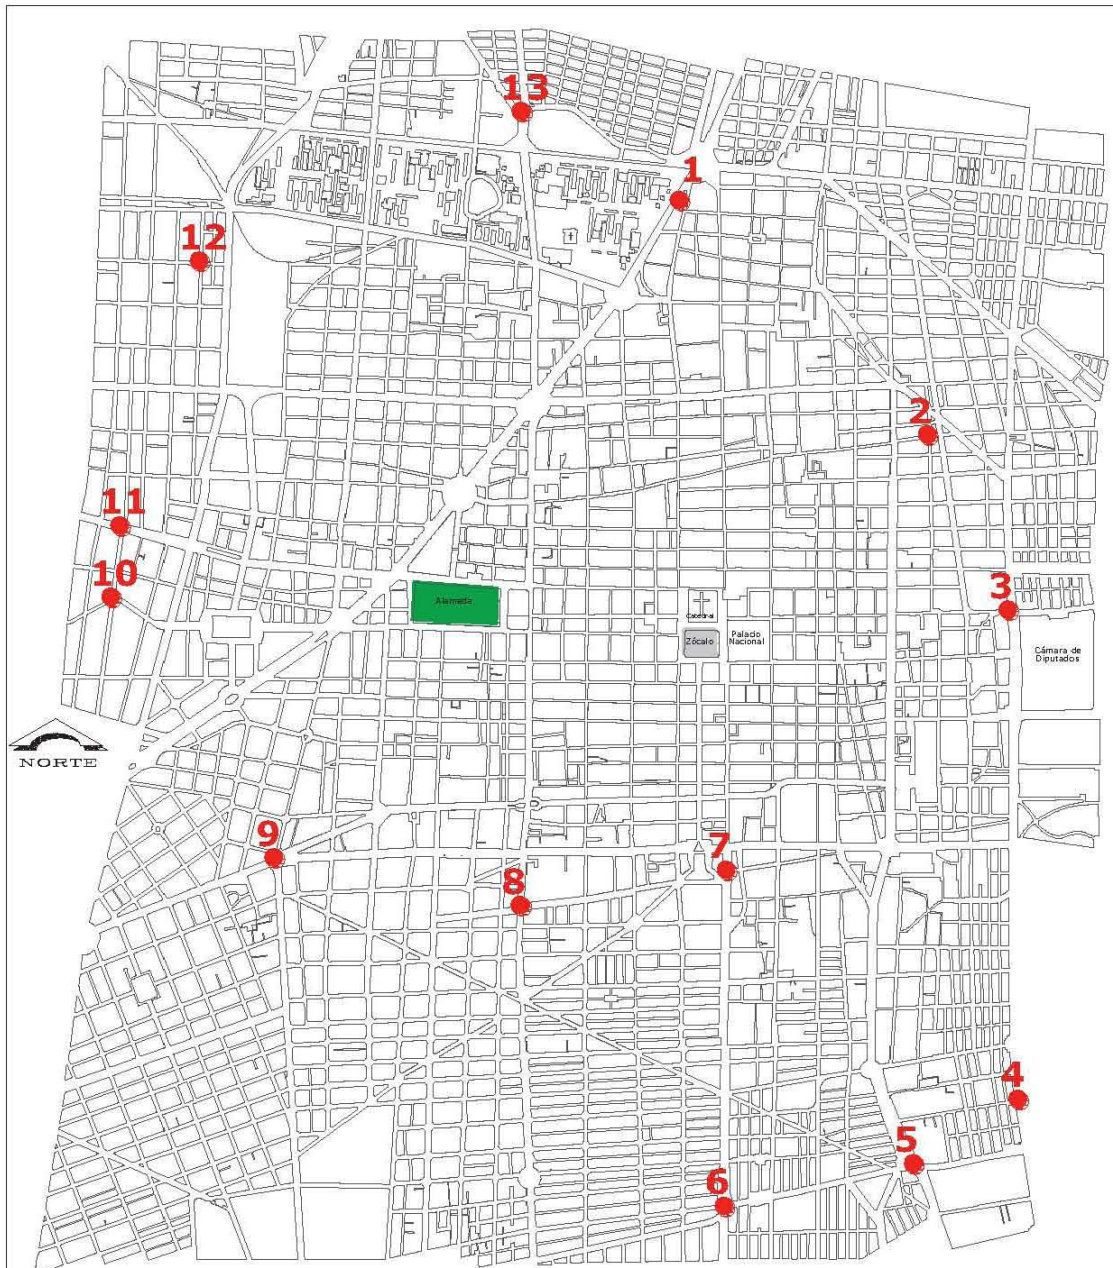 13
1
12
2
11
10
3
Alameda
Catedral
Zócalo
Palacio
Nacional
Cámara de
Diputados
NORTE
9
7
8
4
5
6